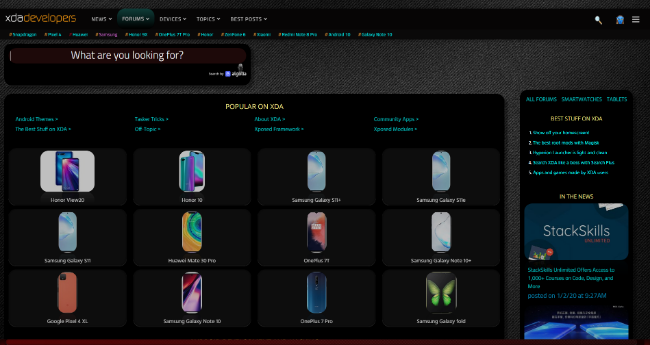 xdadevelopers
NEWS FORUMS DEVICES TOPICS BEST POSTS
#Snapdragon #Pixel 4 #Huawei #Samsung #Honor 9X #OnePlus 7T Pro #Honor #ZenFone 6 #Xiaomi #Redmi Note 8 Pro #Android 10 #Galaxy Note 10
What are you looking for?
Search by algolia
POPULAR ON XDA
Android Themes > Tasker Tricks > About XDA > Community Apps >
The Best Stuff on XDA > Off-Topic > Xposed Framework > Xposed Modules >
Honor View20 Honor 10 Samsung Galaxy S11+ Samsung Galaxy S11e
Samsung Galaxy S11 Huawei Mate 30 Pro OnePlus 7T Samsung Galaxy Note 10+
Google Pixel 4 XL Samsung Galaxy Note 10 OnePlus 7 Pro Samsung Galaxy fold
ALL FORUMS SMARTWATCHES TABLETS
BEST STUFF ON XDA
1. Show off your homescreen!
2. The best root mods with Magisk
3. Hyperion Launcher is light and clean
4. Search XDA like a boss with SearchPlus
5. Apps and games made by XDA users
IN THE NEWS
StackSkills
UNLIMITED
StackSkills Unlimited Offers Access to
1,000+ Courses on Code, Design, and
More
posted on 1/2/20 at 9:27AM